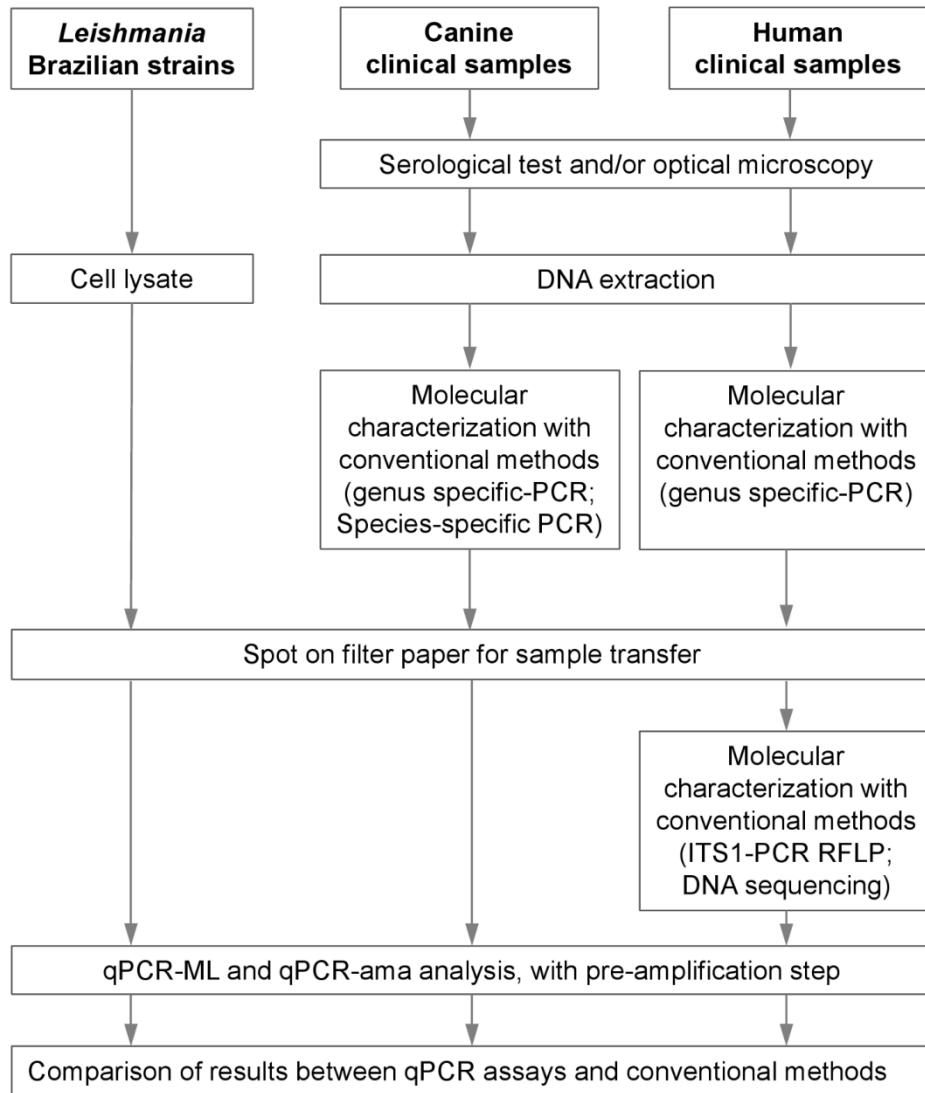 Leishmania
Brazilian strains
Canine
clinical samples
Human
clinical samples
Serological test and/or optical microscopy
Cell lysate
DNA extraction
Molecular
characterization with
conventional methods
(genus specific-PCR;
Species-specific PCR)
Molecular
characterization with
conventional methods
(genus specific-PCR)
Spot on filter paper for sample transfer
Molecular
characterization with
conventional methods
(ITS1-PCR RFLP;
DNA sequencing)
qPCR-ML and qPCR-ama analysis, with pre-amplification step
Comparison of results between qPCR assays and conventional methods